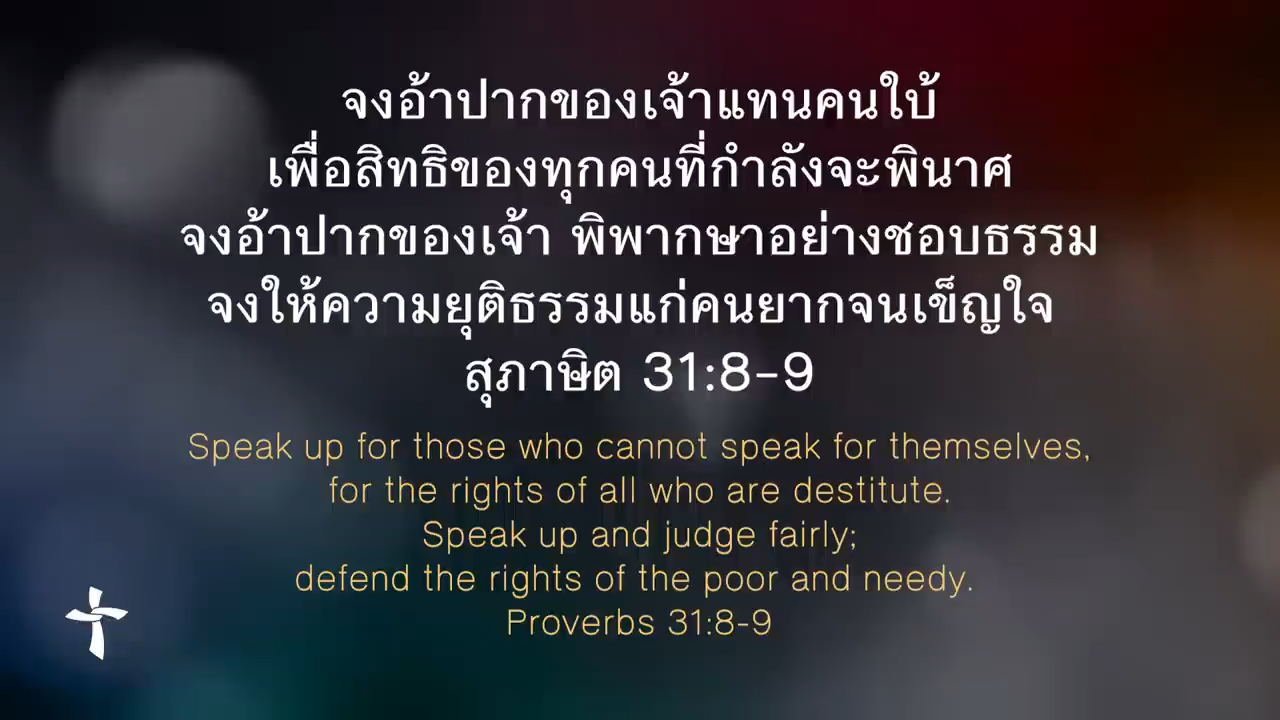 จงอ้าปากของเจ้าแทนคนใบ้
เพื่อสิทธิของทุกคนที่กำลังจะพินาศ
จงอ้าปากของเจ้า พิพากษาอย่างชอบธรรม
จงให้ความยุติธรรมแก่คนยากจนเข็ญใจ
สุภาษิต 31:8-9
Speak up for those who cannot speak for themselves,
for the rights of all who are destitute.
Speak up and judge fairly;
defend the rights of the poor and needy.
Proverbs 31:8-9